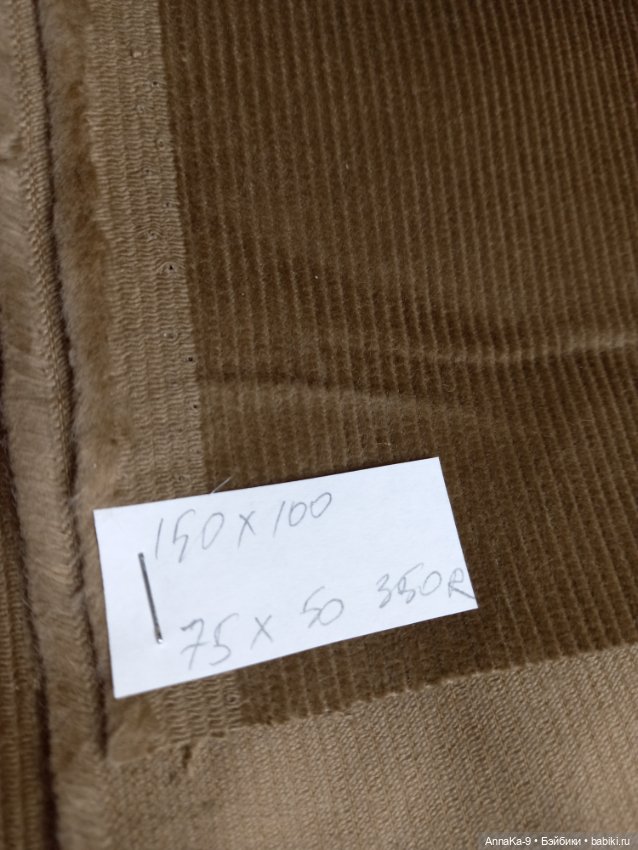 150 x 100
75 x 50 350R
AnnaKa-9 • Бэйбики • babiki.ru